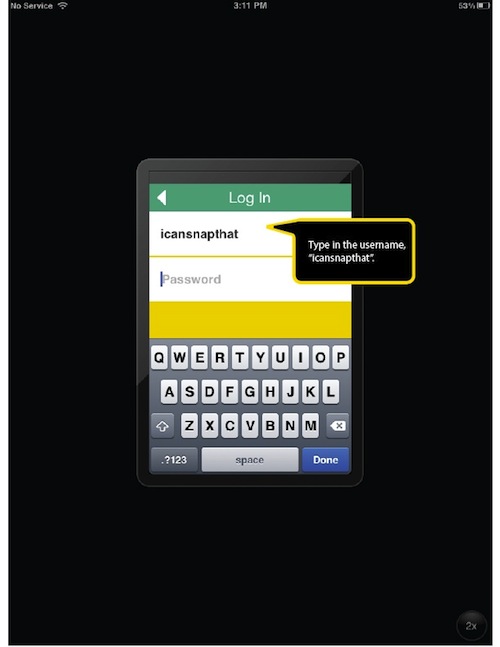 No Service 3:11 PM 53%
Log In
icansnapthat
Type in the username,
"icansnapthat".
Password
Q W E R T Y U I O P
A S D F G H J K L
Z X C V B N M
.?123 space Done
2x